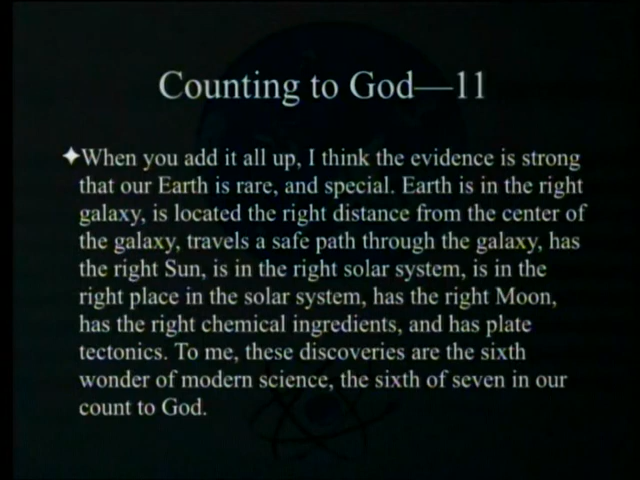 Counting to God—11
✦When you add it all up, I think the evidence is strong
that our Earth is rare, and special. Earth is in the right
galaxy, is located the right distance from the center of
the galaxy, travels a safe path through the galaxy, has
the right Sun, is in the right solar system, is in the
right place in the solar system, has the right Moon,
has the right chemical ingredients, and has plate
tectonics. To me, these discoveries are the sixth
wonder of modern science, the sixth of seven in our
count to God.